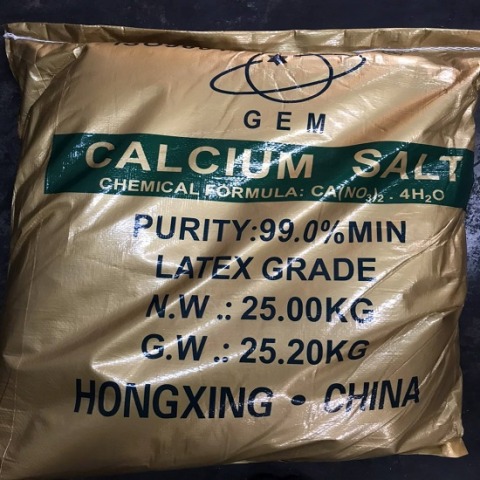 GEM
CALCIUM SALT
CHEMICAL FORMULA: CA(NO₃)₂ . 4H₂O
PURITY:99.0%MIN
LATEX GRADE
N.W.: 25.00KG
G.W.: 25.20KG
HONGXING • CHINA